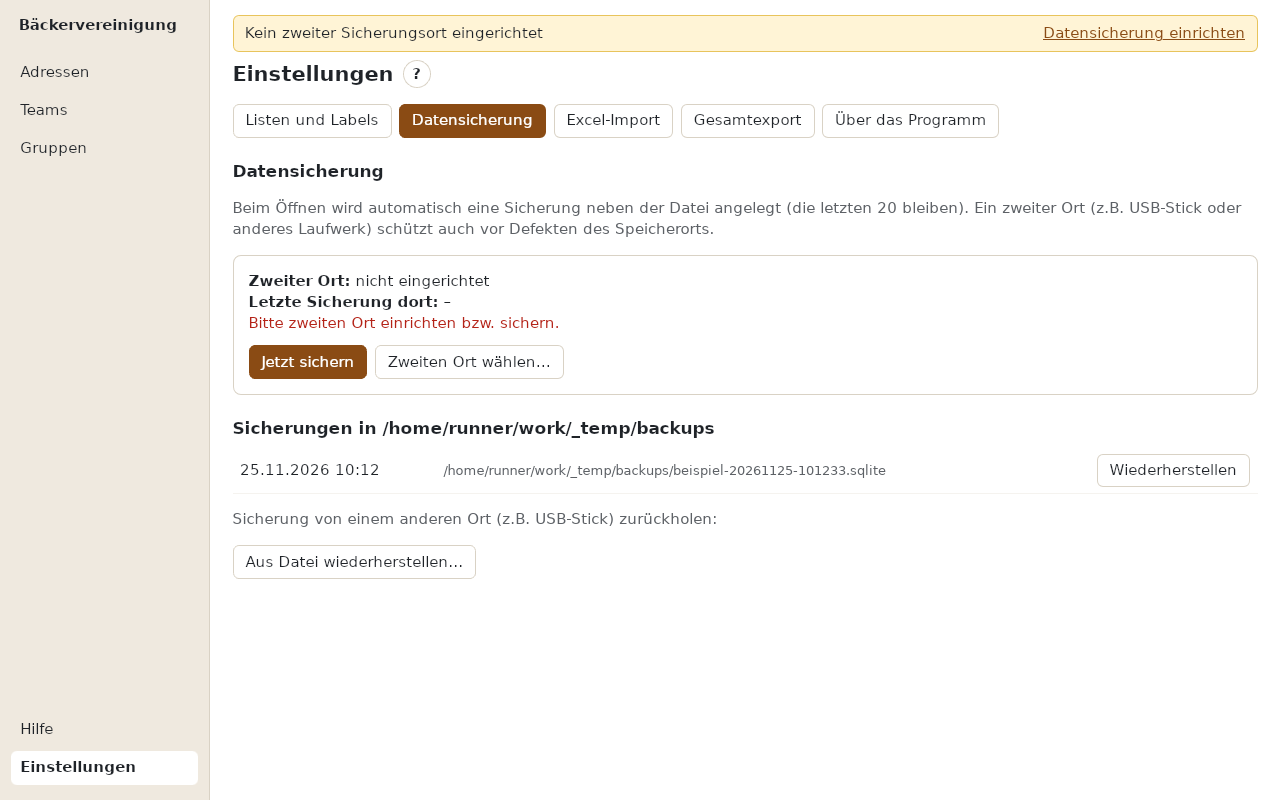 Bäckervereinigung
Adressen
Teams
Gruppen
Hilfe
Einstellungen
Kein zweiter Sicherungsort eingerichtet
Datensicherung einrichten
Einstellungen ?
Listen und Labels
Datensicherung
Excel-Import
Gesamtexport
Über das Programm
Datensicherung
Beim Öffnen wird automatisch eine Sicherung neben der Datei angelegt (die letzten 20 bleiben). Ein zweiter Ort (z.B. USB-Stick oder
anderes Laufwerk) schützt auch vor Defekten des Speicherorts.
Zweiter Ort: nicht eingerichtet
Letzte Sicherung dort: –
Bitte zweiten Ort einrichten bzw. sichern.
Jetzt sichern
Zweiten Ort wählen…
Sicherungen in /home/runner/work/_temp/backups
25.11.2026 10:12
/home/runner/work/_temp/backups/beispiel-20261125-101233.sqlite
Wiederherstellen
Sicherung von einem anderen Ort (z.B. USB-Stick) zurückholen:
Aus Datei wiederherstellen…